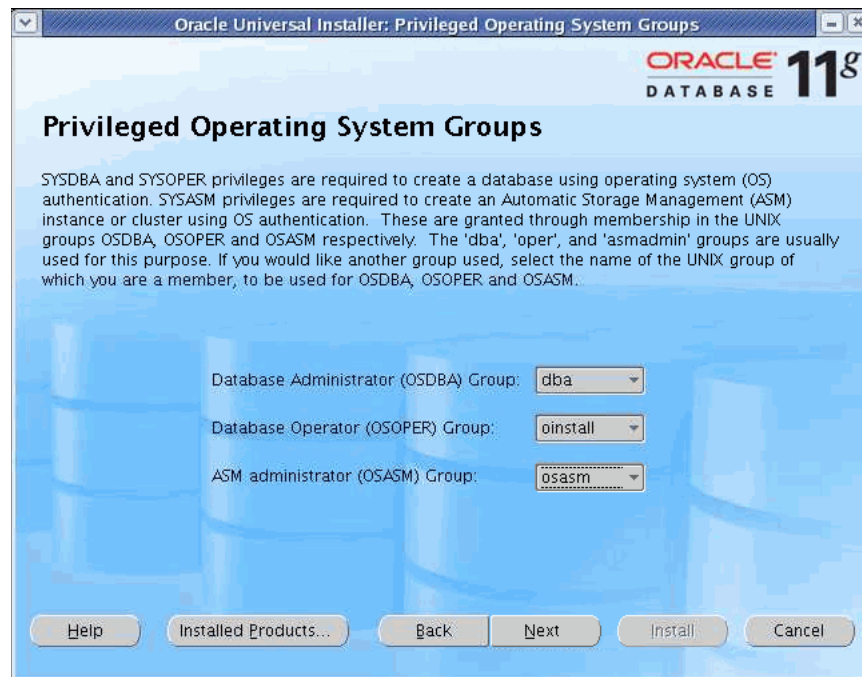 Oracle Universal Installer: Privileged Operating System Groups
ORACLE 11g
DATABASE
Privileged Operating System Groups
SYSDBA and SYSOPER privileges are required to create a database using operating system (OS)
authentication. SYSASM privileges are required to create an Automatic Storage Management (ASM)
instance or cluster using OS authentication. These are granted through membership in the UNIX
groups OSDBA, OSOPER and OSASM respectively. The 'dba', 'oper', and 'asmadmin' groups are usually
used for this purpose. If you would like another group used, select the name of the UNIX group of
which you are a member, to be used for OSDBA, OSOPER and OSASM.
Database Administrator (OSDBA) Group: dba
Database Operator (OSOPER) Group: oinstall
ASM administrator (OSASM) Group: osasm
Help Installed Products... Back Next Install Cancel